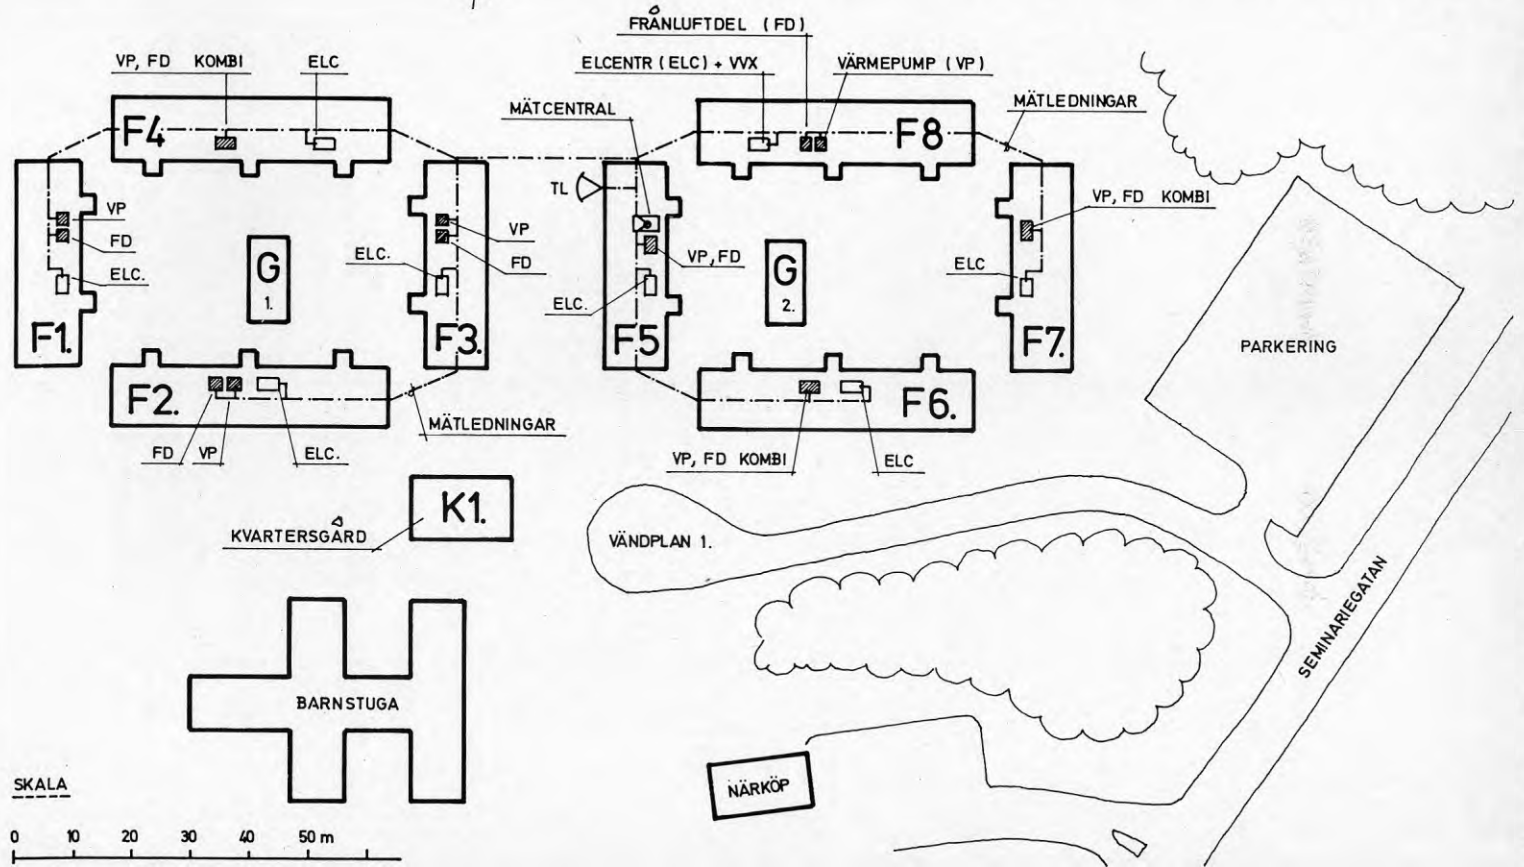 FRÅNLUFTDEL (FD)
VP, FD KOMBI
ELC
ELCENTR (ELC) + VVX
VÄRMEPUMP (VP)
MÄTCENTRAL
MÄTLEDNINGAR
F4
F8
TL
VP
FD
ELC.
VP
FD
ELC.
G
1.
VP, FD
ELC.
G
2.
VP, FD KOMBI
ELC
F1.
F3.
F5
F7.
PARKERING
F2.
F6.
MÄTLEDNINGAR
FD
VP
ELC.
VP, FD KOMBI
ELC
K1.
KVARTERSGÅRD
VÄNDPLAN 1.
SEMINARIEGATAN
BARNSTUGA
NÄRKÖP
SKALA
0 10 20 30 40 50 m